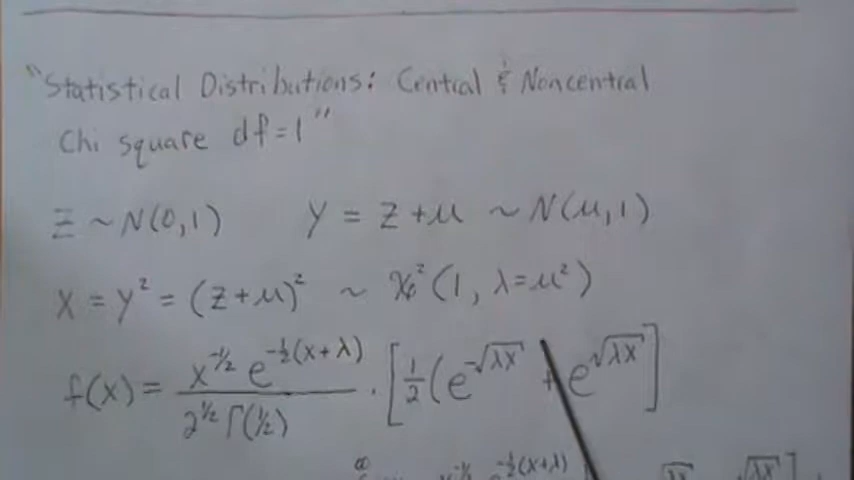 "Statistical Distributions: Central & Noncentral
Chi square df=1"
Z ~ N(0,1)    Y = Z+μ ~ N(μ,1)
X = Y² = (Z+μ)² ~ χ²(1, λ=μ²)
f(x) = x^{-1/2} e^{-1/2(x+λ)} / 2^{1/2} Γ(1/2) · [1/2(e^{-√λx} + e^{√λx})]